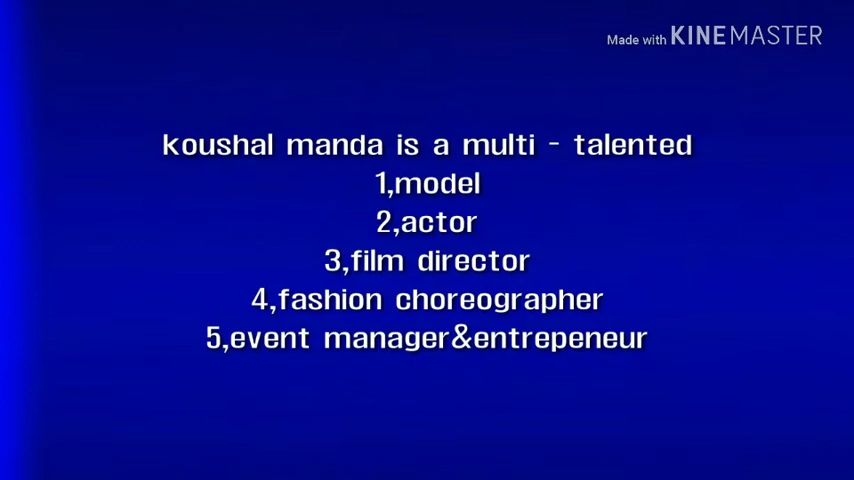 Made with KINEMASTER
koushal manda is a multi - talented
1,model
2,actor
3,film director
4,fashion choreographer
5,event manager&entrepeneur